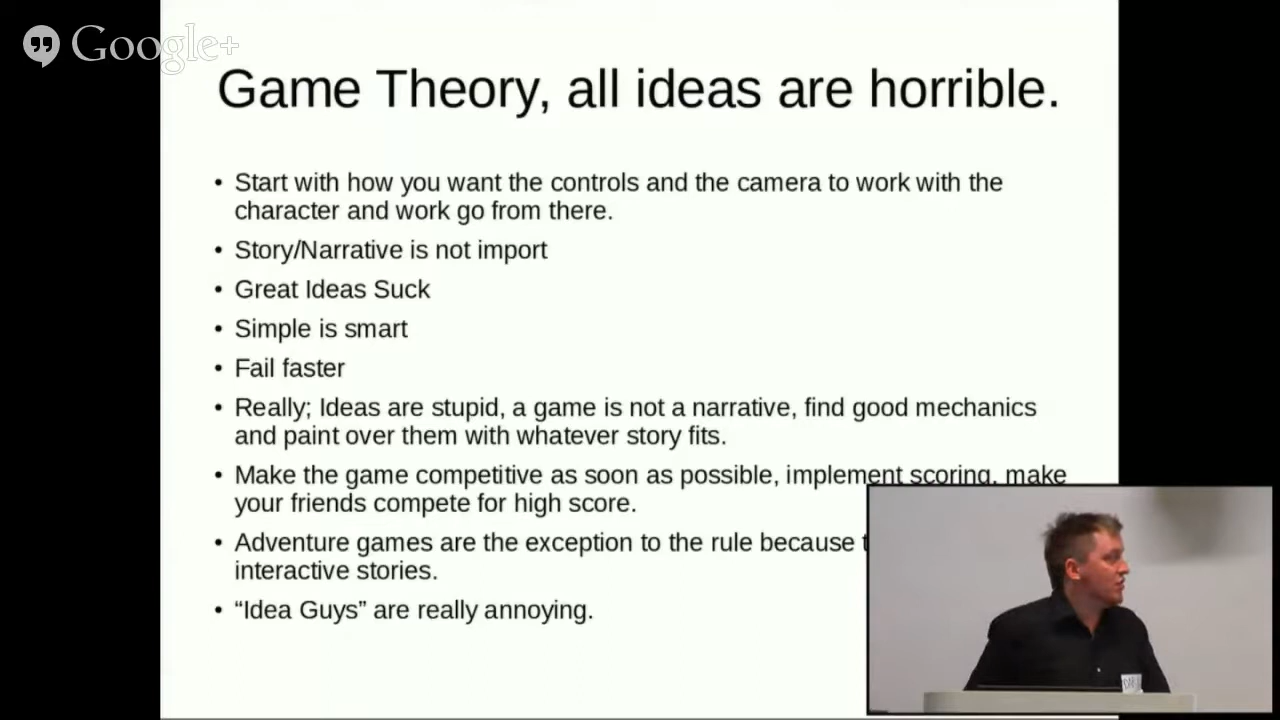 Google+
Game Theory, all ideas are horrible.
• Start with how you want the controls and the camera to work with the
character and work go from there.
• Story/Narrative is not import
• Great Ideas Suck
• Simple is smart
• Fail faster
• Really; Ideas are stupid, a game is not a narrative, find good mechanics
and paint over them with whatever story fits.
• Make the game competitive as soon as possible, implement scoring, make
your friends compete for high score.
• Adventure games are the exception to the rule because
interactive stories.
• “Idea Guys” are really annoying.